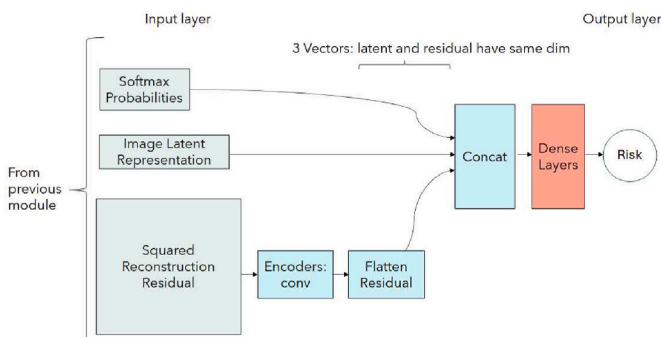 Input layer
Output layer
3 Vectors: latent and residual have same dim
Softmax
Probabilities
Image Latent
Representation
From
previous
module
Concat
Dense
Layers
Risk
Squared
Reconstruction
Residual
Encoders:
conv
Flatten
Residual